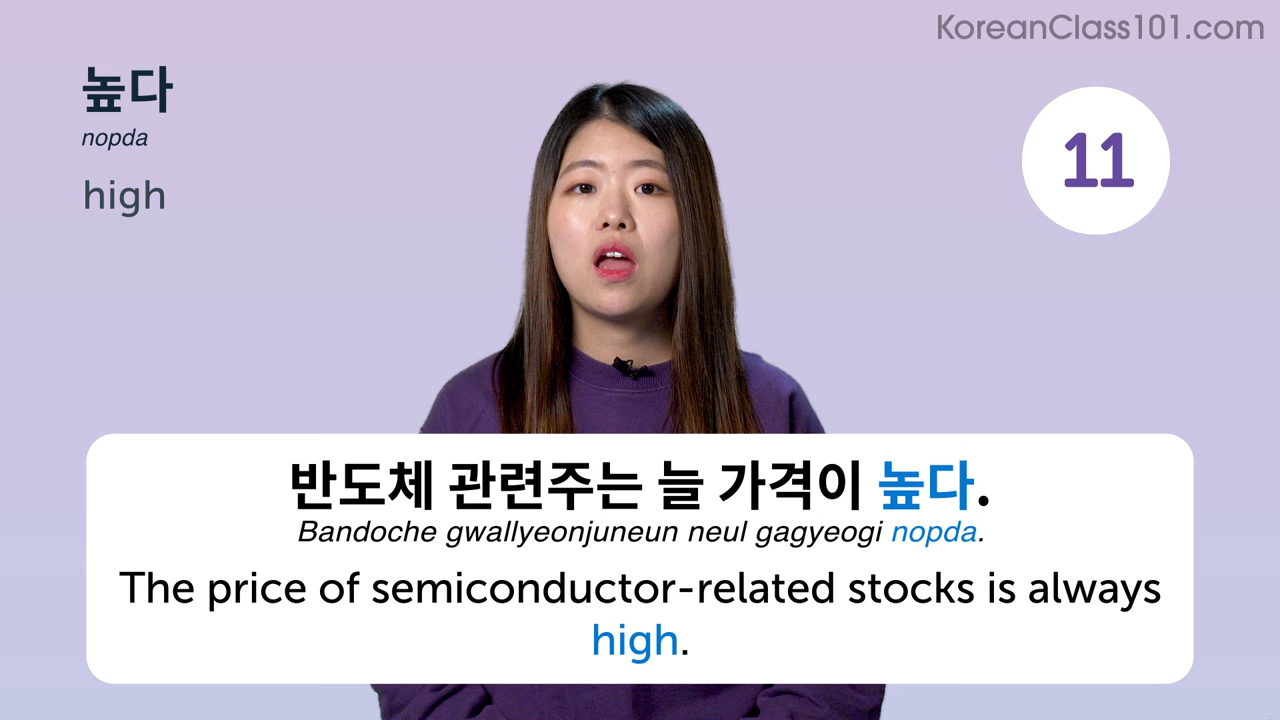 KoreanClass101.com
높다
nopda
high
11
반도체 관련주는 늘 가격이 높다.
Bandoche gwallyeonjuneun neul gagyeogi nopda.
The price of semiconductor-related stocks is always
high.